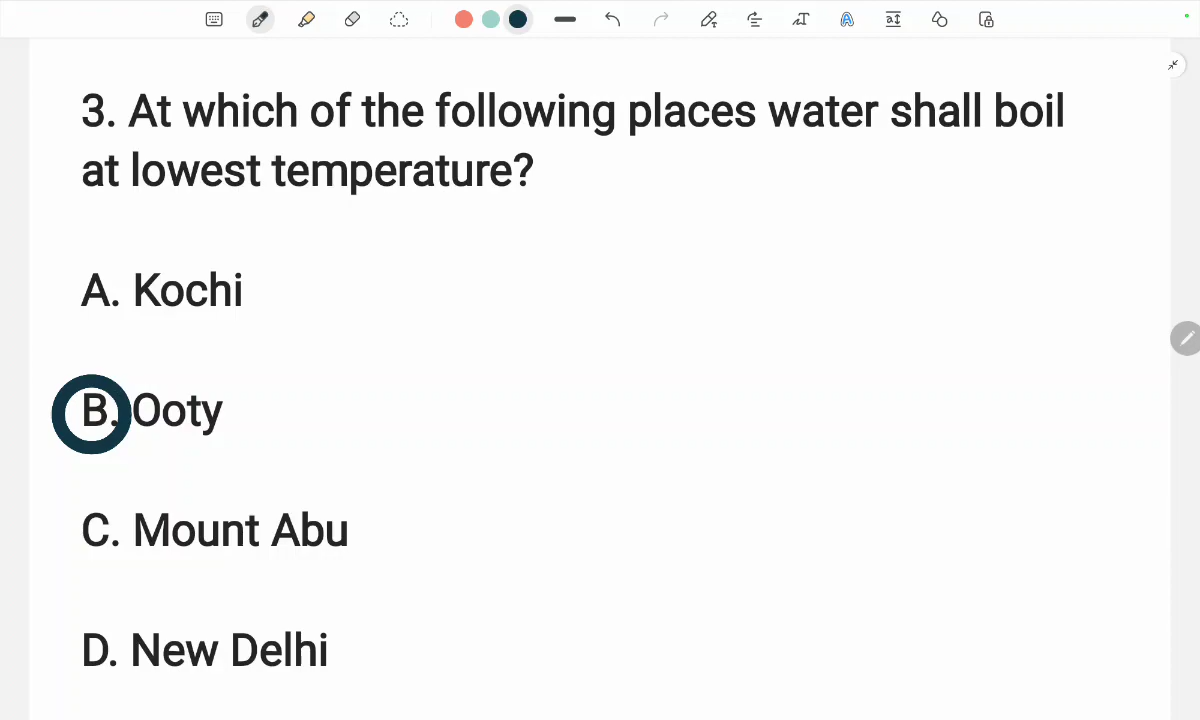 3. At which of the following places water shall boil
at lowest temperature?
A. Kochi
B. Ooty
C. Mount Abu
D. New Delhi